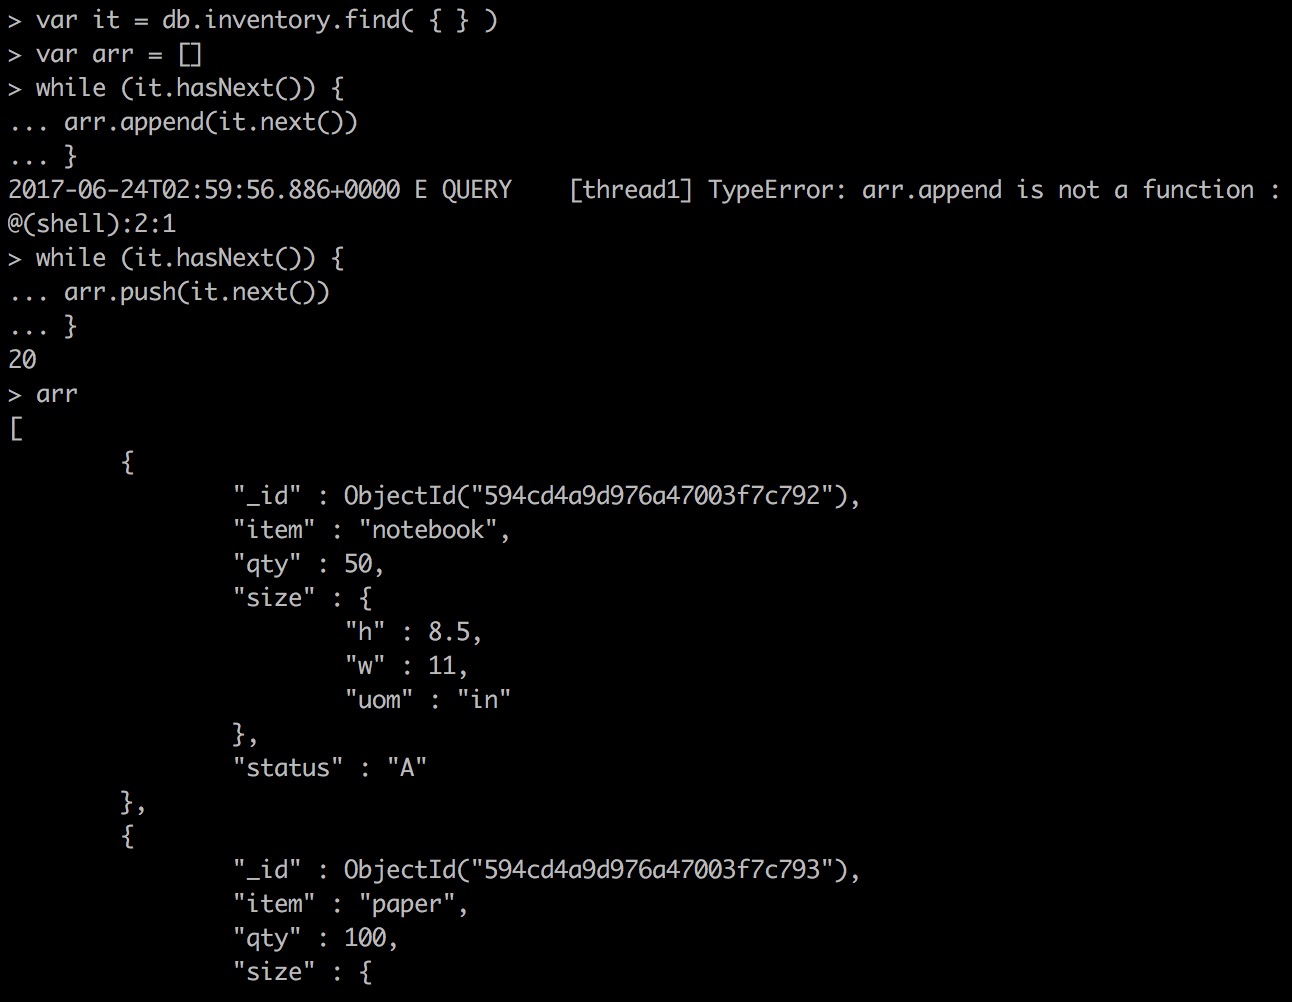 > var it = db.inventory.find( { } )
> var arr = []
> while (it.hasNext()) {
... arr.append(it.next())
... }
2017-06-24T02:59:56.886+0000 E QUERY    [thread1] TypeError: arr.append is not a function :
@(shell):2:1
> while (it.hasNext()) {
... arr.push(it.next())
... }
20
> arr
[
        {
                "_id" : ObjectId("594cd4a9d976a47003f7c792"),
                "item" : "notebook",
                "qty" : 50,
                "size" : {
                        "h" : 8.5,
                        "w" : 11,
                        "uom" : "in"
                },
                "status" : "A"
        },
        {
                "_id" : ObjectId("594cd4a9d976a47003f7c793"),
                "item" : "paper",
                "qty" : 100,
                "size" : {